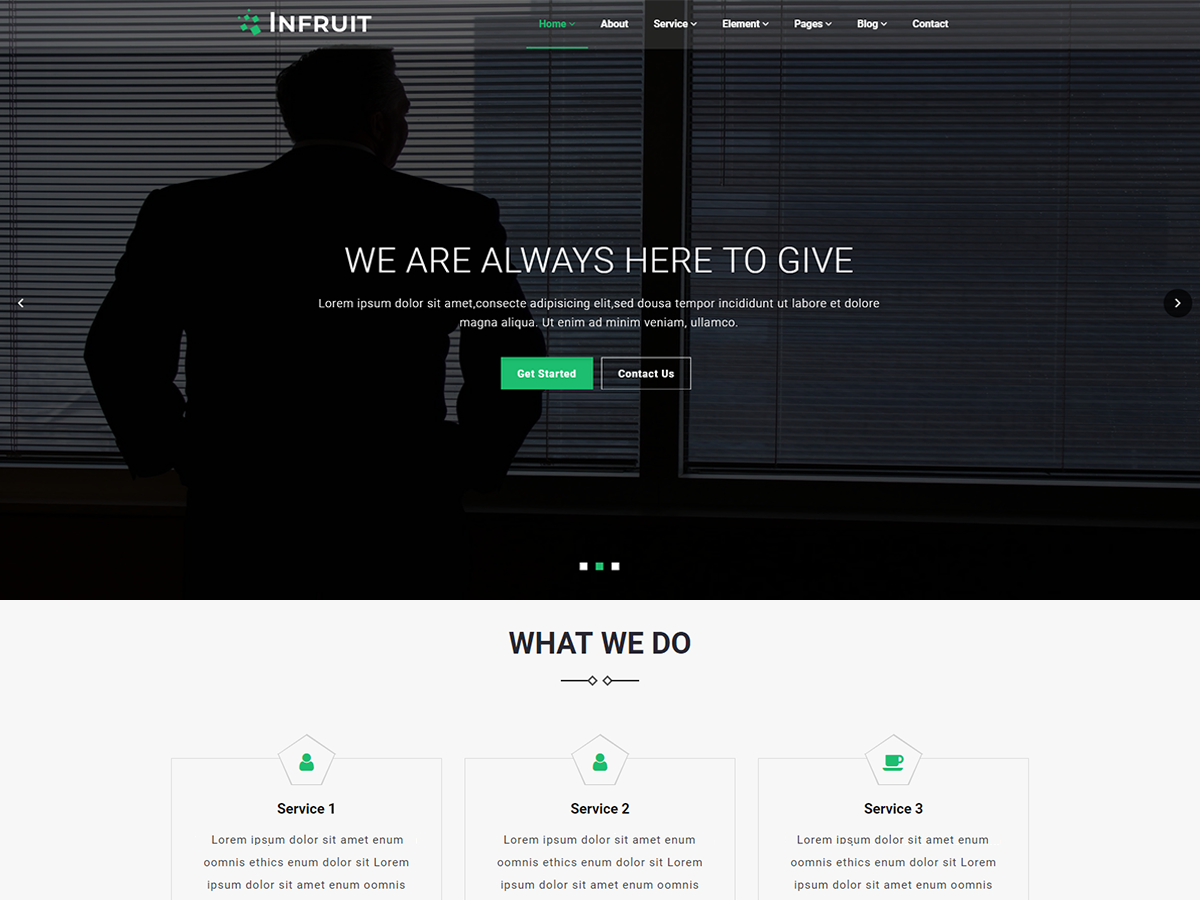 INFRUIT
Home About Service Element Pages Blog Contact
WE ARE ALWAYS HERE TO GIVE
Lorem ipsum dolor sit amet,consecte adipisicing elit,sed dousa tempor incididunt ut labore et dolore
magna aliqua. Ut enim ad minim veniam, ullamco.
Get Started Contact Us
WHAT WE DO
Service 1
Lorem ipsum dolor sit amet enum
oomnis ethics enum dolor sit Lorem
ipsum dolor sit amet enum oomnis
Service 2
Lorem ipsum dolor sit amet enum
oomnis ethics enum dolor sit Lorem
ipsum dolor sit amet enum oomnis
Service 3
Lorem ipsum dolor sit amet enum
oomnis ethics enum dolor sit Lorem
ipsum dolor sit amet enum oomnis